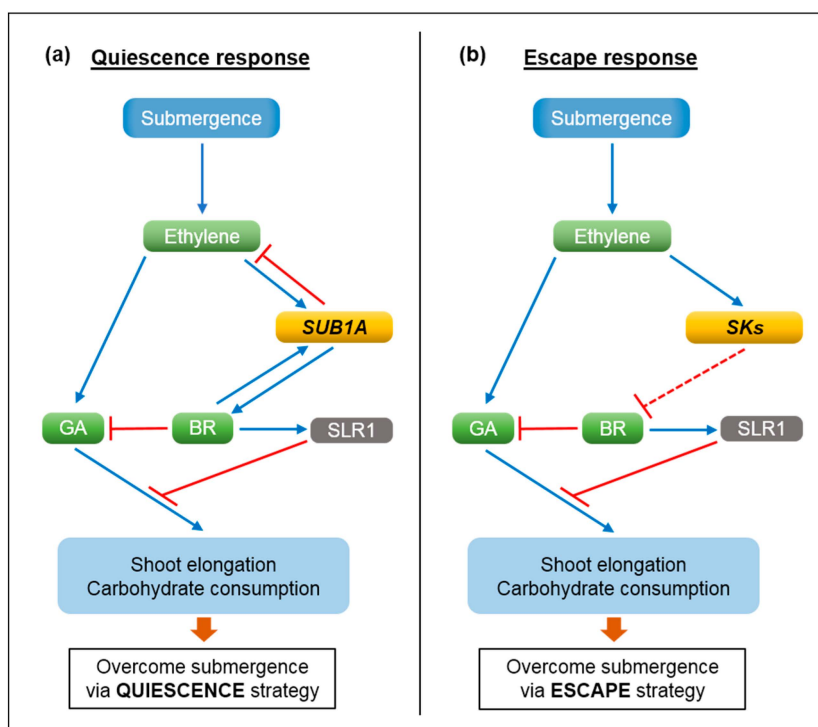 (a) Quiescence response
Submergence
Ethylene
SUB1A
GA
BR
SLR1
Shoot elongation
Carbohydrate consumption
Overcome submergence
via QUIESCENCE strategy
(b) Escape response
Submergence
Ethylene
SKs
GA
BR
SLR1
Shoot elongation
Carbohydrate consumption
Overcome submergence
via ESCAPE strategy